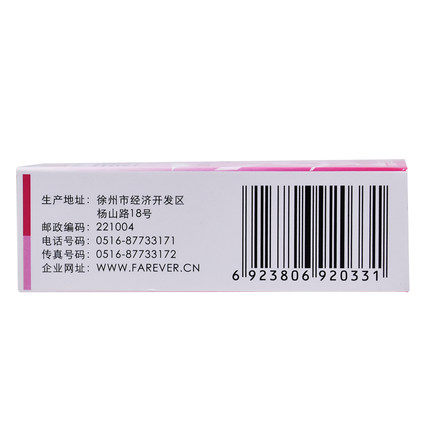 生产地址：徐州市经济开发区
杨山路18号
邮政编码：221004
电话号码：0516-87733171
传真号码：0516-87733172
企业网址：WWW.FAREVER.CN
6 923806 920331